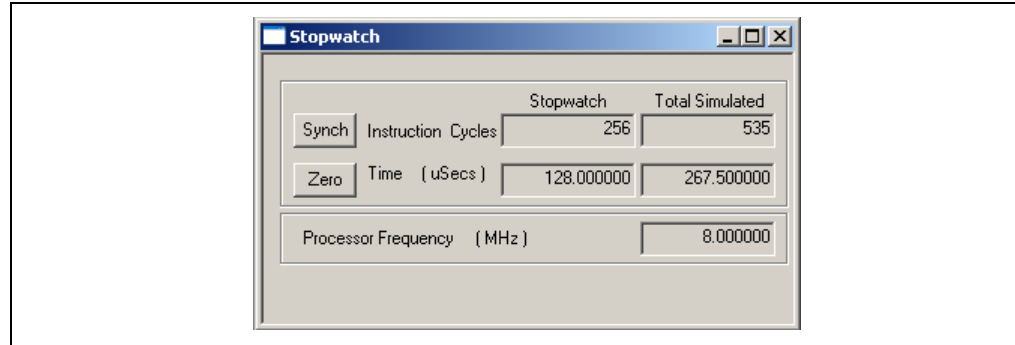 Stopwatch
Stopwatch Total Simulated
Synch Instruction Cycles 256 535
Zero Time ( uSecs ) 128.000000 267.500000
Processor Frequency ( MHz ) 8.000000